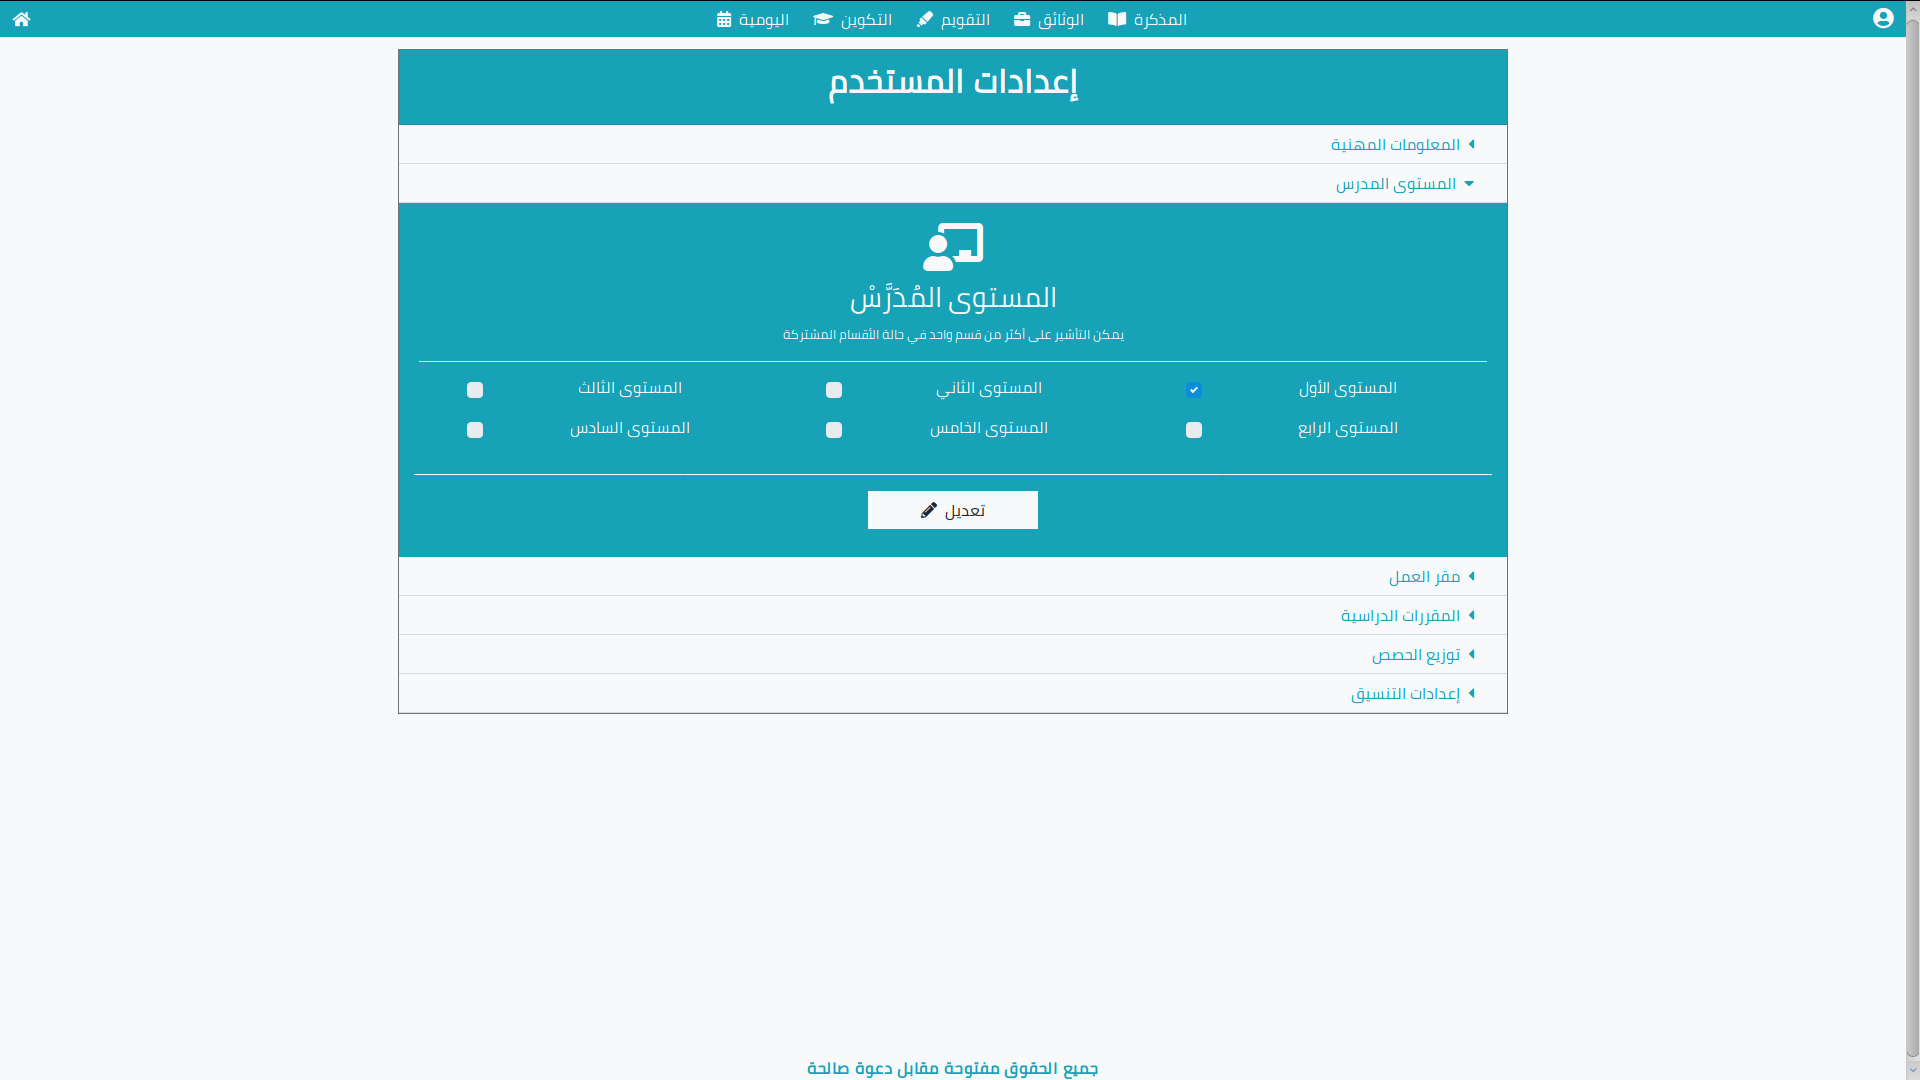 المذكرة الوثائق التقويم التكوين اليومية
إعدادات المستخدم
المعلومات المهنية
المستوى المدرس
المستوى المُدَرَّسْ
يمكن التأشير على أكثر من قسم واحد في حالة الأقسام المشتركة
المستوى الأول المستوى الثاني المستوى الثالث
المستوى الرابع المستوى الخامس المستوى السادس
تعديل
مقر العمل
المقررات الدراسية
توزيع الحصص
إعدادات التنسيق
جميع الحقوق مفتوحة مقابل دعوة صالحة